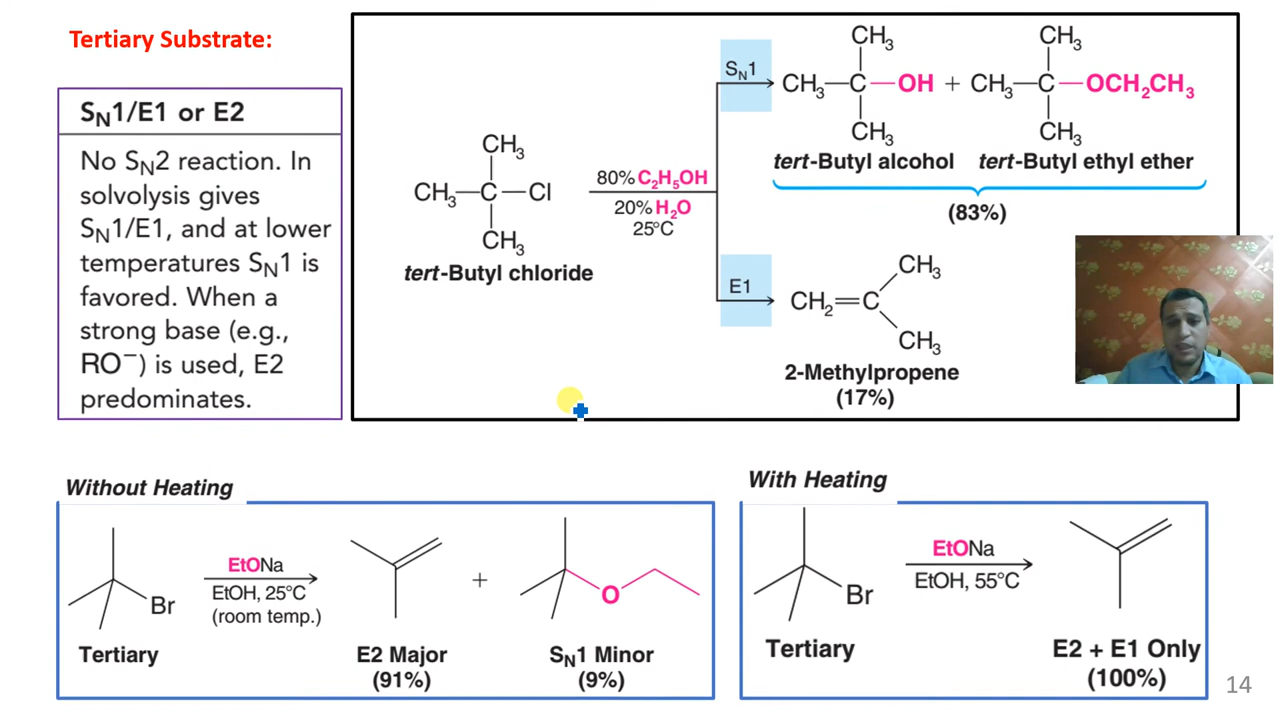 Tertiary Substrate:
S_N1/E1 or E2
No S_N2 reaction. In
solvolysis gives
S_N1/E1, and at lower
temperatures S_N1 is
favored. When a
strong base (e.g.,
RO⁻) is used, E2
predominates.
CH₃
CH₃—C—Cl
CH₃
tert-Butyl chloride
80% C₂H₅OH
20% H₂O
25°C
S_N1
CH₃
CH₃—C—OH
CH₃
tert-Butyl alcohol
+
CH₃
CH₃—C—OCH₂CH₃
CH₃
tert-Butyl ethyl ether
(83%)
E1
CH₃
CH₂=C
CH₃
2-Methylpropene
(17%)
Without Heating
Br
Tertiary
EtONa
EtOH, 25°C
(room temp.)
E2 Major
(91%)
+
O
S_N1 Minor
(9%)
With Heating
Br
Tertiary
EtONa
EtOH, 55°C
E2 + E1 Only
(100%)
14